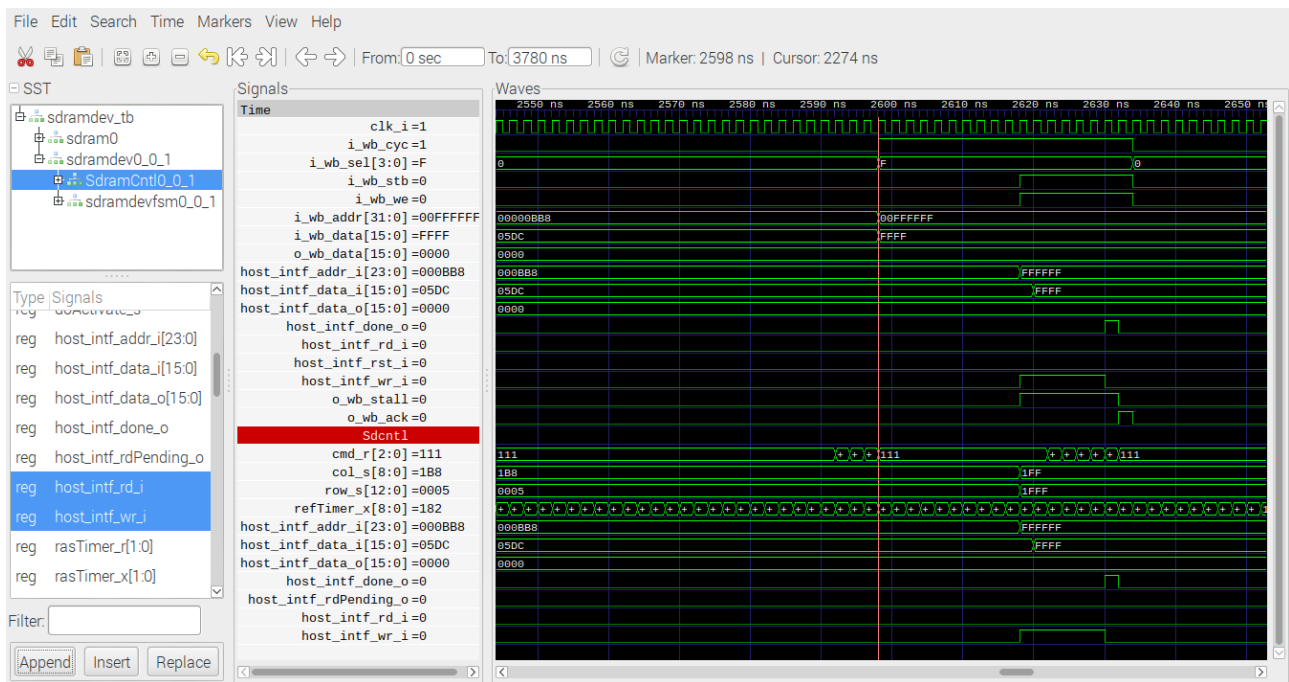 File Edit Search Time Markers View Help
From: 0 sec To: 3780 ns Marker: 2598 ns | Cursor: 2274 ns
SST
sdramdev_tb
sdram0
sdramdev0_0_1
SdramCntl0_0_1
sdramdevfsm0_0_1
Type Signals
reg doActivate_s
reg host_intf_addr_i[23:0]
reg host_intf_data_i[15:0]
reg host_intf_data_o[15:0]
reg host_intf_done_o
reg host_intf_rdPending_o
reg host_intf_rd_i
reg host_intf_wr_i
reg rasTimer_r[1:0]
reg rasTimer_x[1:0]
Filter:
Append Insert Replace
Signals
Time
clk_i=1
i_wb_cyc=1
i_wb_sel[3:0]=F
i_wb_stb=0
i_wb_we=0
i_wb_addr[31:0]=00FFFFFF
i_wb_data[15:0]=FFFF
o_wb_data[15:0]=0000
host_intf_addr_i[23:0]=000BB8
host_intf_data_i[15:0]=05DC
host_intf_data_o[15:0]=0000
host_intf_done_o=0
host_intf_rd_i=0
host_intf_rst_i=0
host_intf_wr_i=0
o_wb_stall=0
o_wb_ack=0
Sdcntl
cmd_r[2:0]=111
col_s[8:0]=1B8
row_s[12:0]=0005
refTimer_x[8:0]=182
host_intf_addr_i[23:0]=000BB8
host_intf_data_i[15:0]=05DC
host_intf_data_o[15:0]=0000
host_intf_done_o=0
host_intf_rdPending_o=0
host_intf_rd_i=0
host_intf_wr_i=0
Waves
2550 ns 2560 ns 2570 ns 2580 ns 2590 ns 2600 ns 2610 ns 2620 ns 2630 ns 2640 ns 2650 ns
0 F 0
00000BB8 00FFFFFF
05DC FFFF
0000
000BB8 FFFFFF
05DC FFFF
0000
111 + + + 111 + + + + + 111
1B8 1FF
0005 1FFF
+ + + + + + + + + + + + + + + + + + + + + + + + + + + + + + + + + + + + + + + + + + + + + + + + + + + + + + 1
000BB8 FFFFFF
05DC FFFF
0000